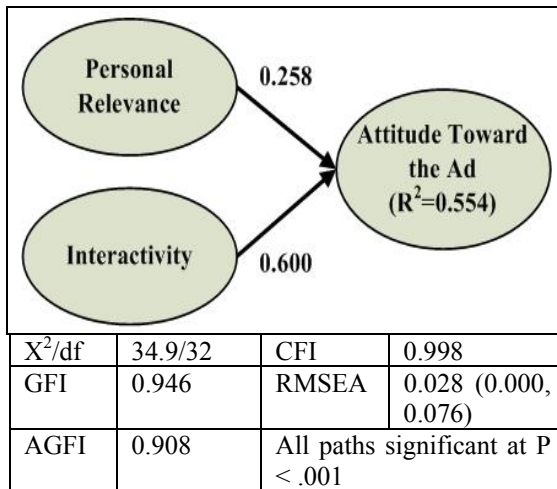 Personal
Relevance
0.258
Attitude Toward
the Ad
(R²=0.554)
Interactivity
0.600
X²/df 34.9/32 CFI 0.998
GFI 0.946 RMSEA 0.028 (0.000,
0.076)
AGFI 0.908 All paths significant at P
< .001